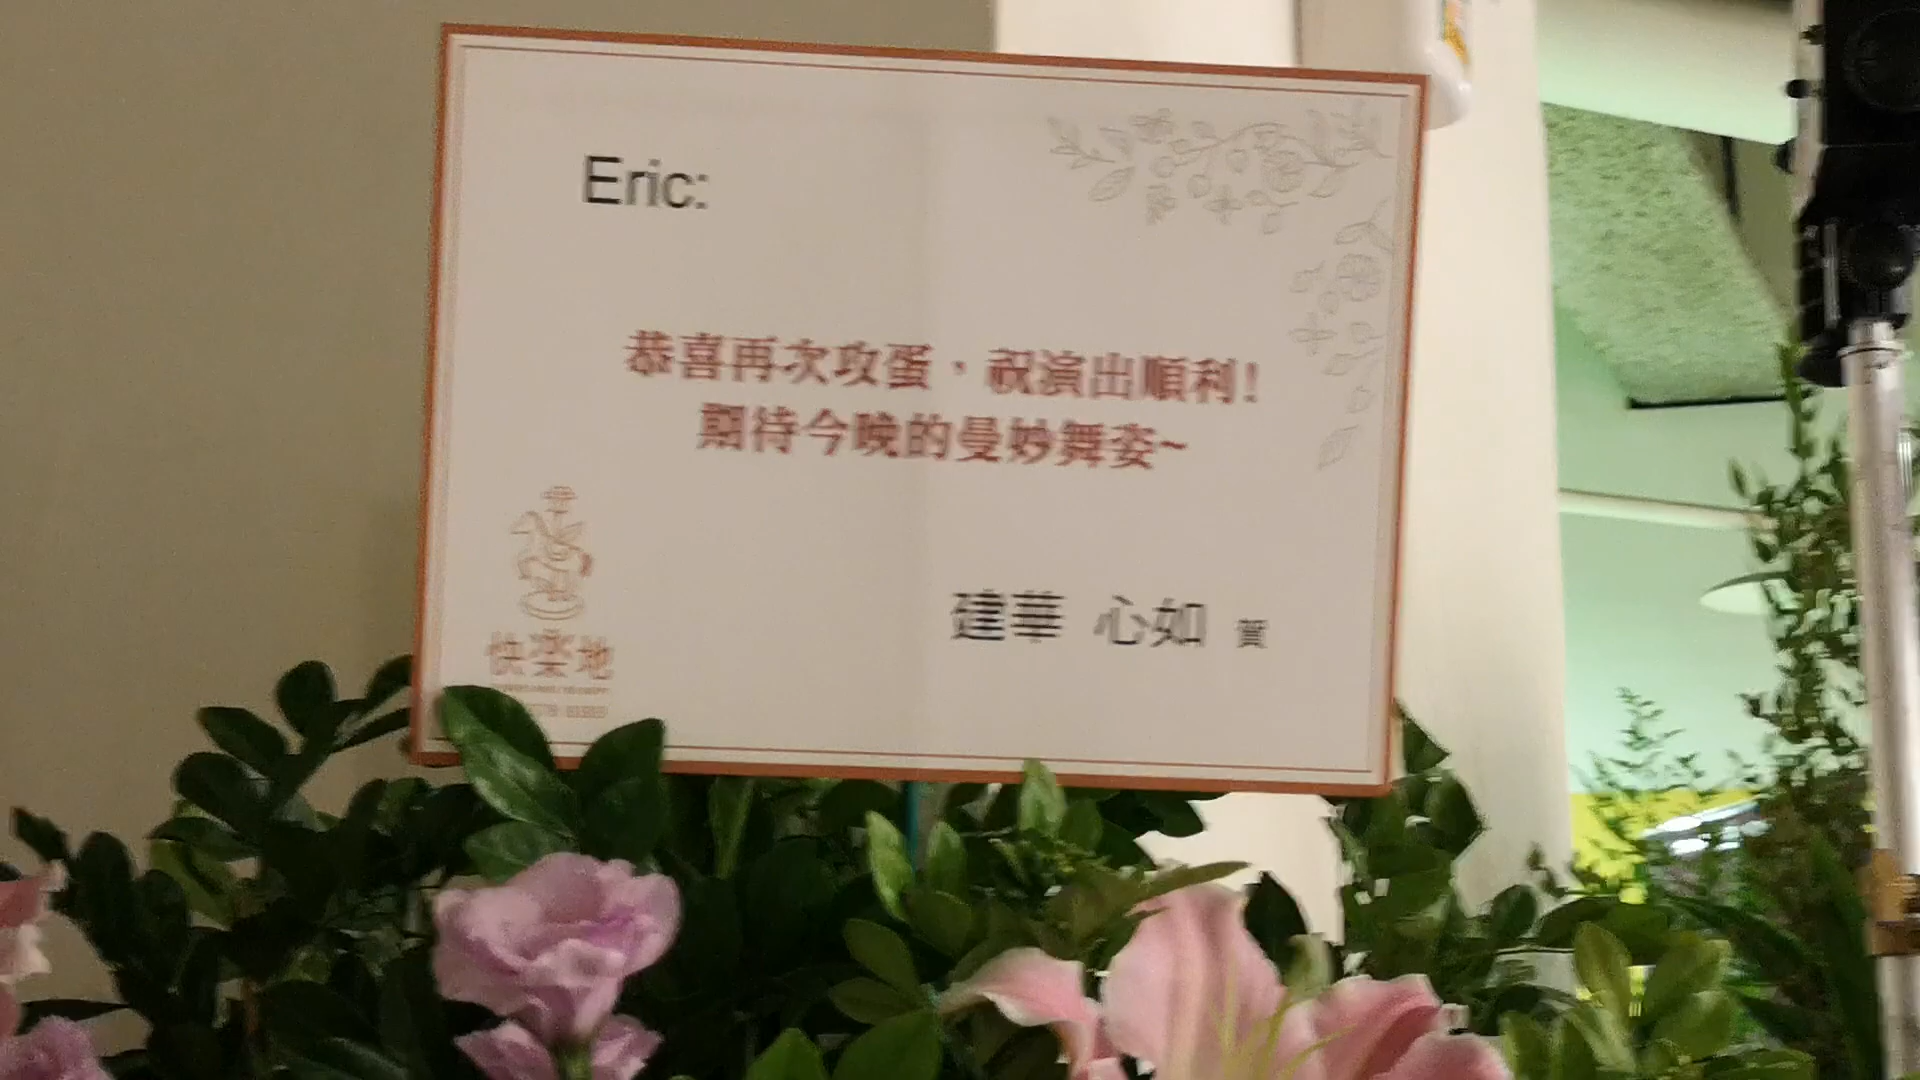 Eric:
恭喜再次攻蛋，祝演出順利!
期待今晚的曼妙舞姿~
建華 心如 賀
快樂地